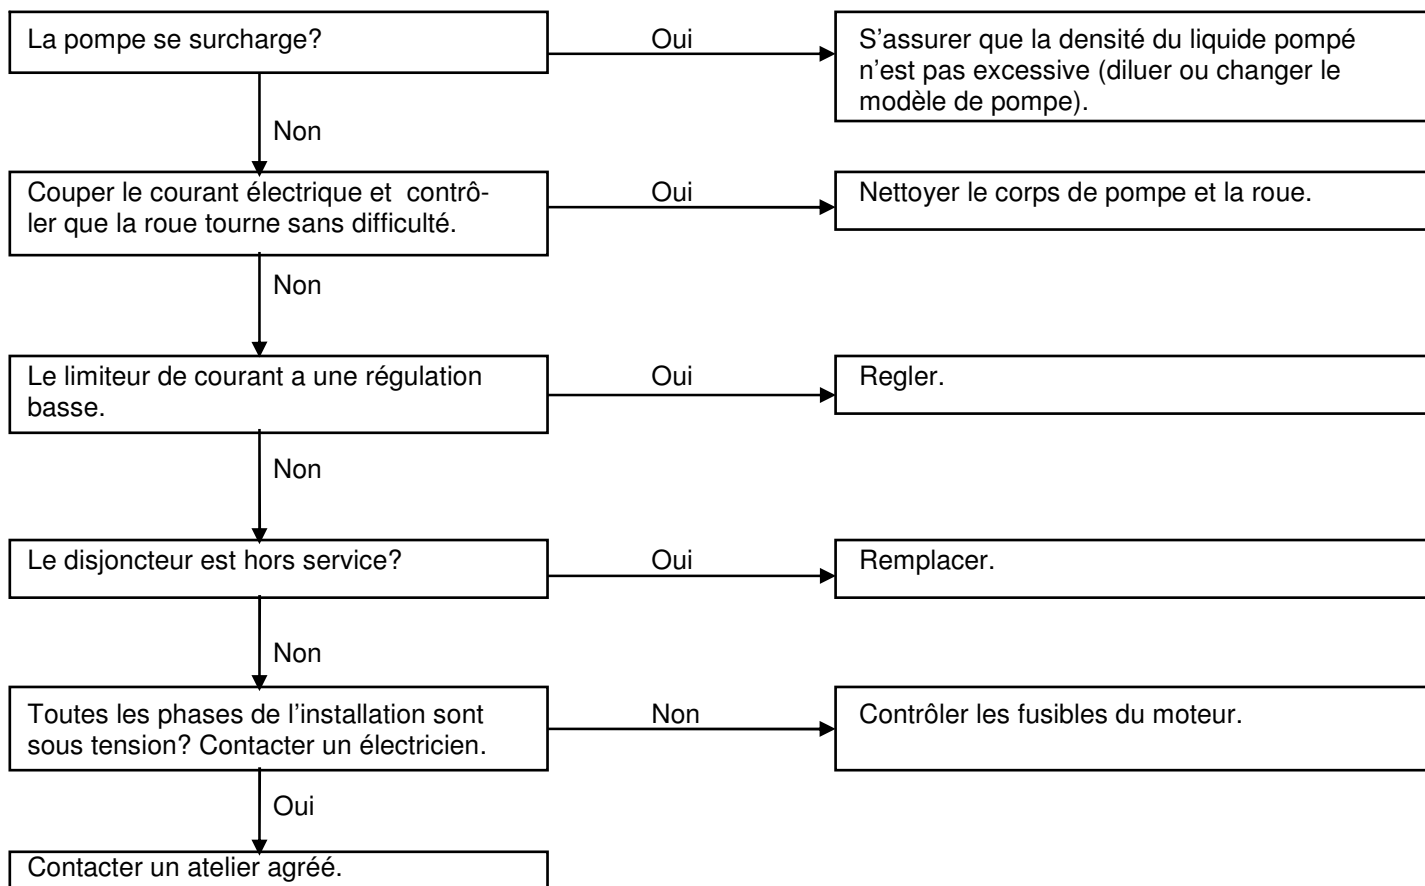 La pompe se surcharge?
Oui
S'assurer que la densité du liquide pompé
n'est pas excessive (diluer ou changer le
modèle de pompe).
Non
Couper le courant électrique et  contrô-
ler que la roue tourne sans difficulté.
Oui
Nettoyer le corps de pompe et la roue.
Non
Le limiteur de courant a une régulation
basse.
Oui
Regler.
Non
Le disjoncteur est hors service?
Oui
Remplacer.
Non
Toutes les phases de l'installation sont
sous tension? Contacter un électricien.
Non
Contrôler les fusibles du moteur.
Oui
Contacter un atelier agréé.